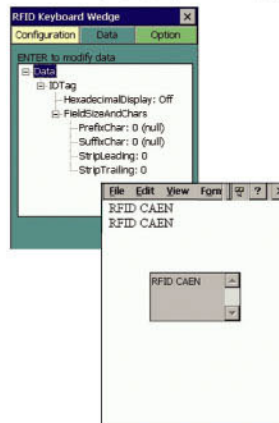 RFID Keyboard Wedge X
Configuration Data Option
ENTER to modify data
Data
IDTag
HexadecimalDisplay: Off
FieldSizeAndChars
PrefixChar: 0 (null)
SuffixChar: 0 (null)
StripLeading: 0
StripTrailing: 0
File Edit View Form ?
RFID CAEN
RFID CAEN
RFID CAEN